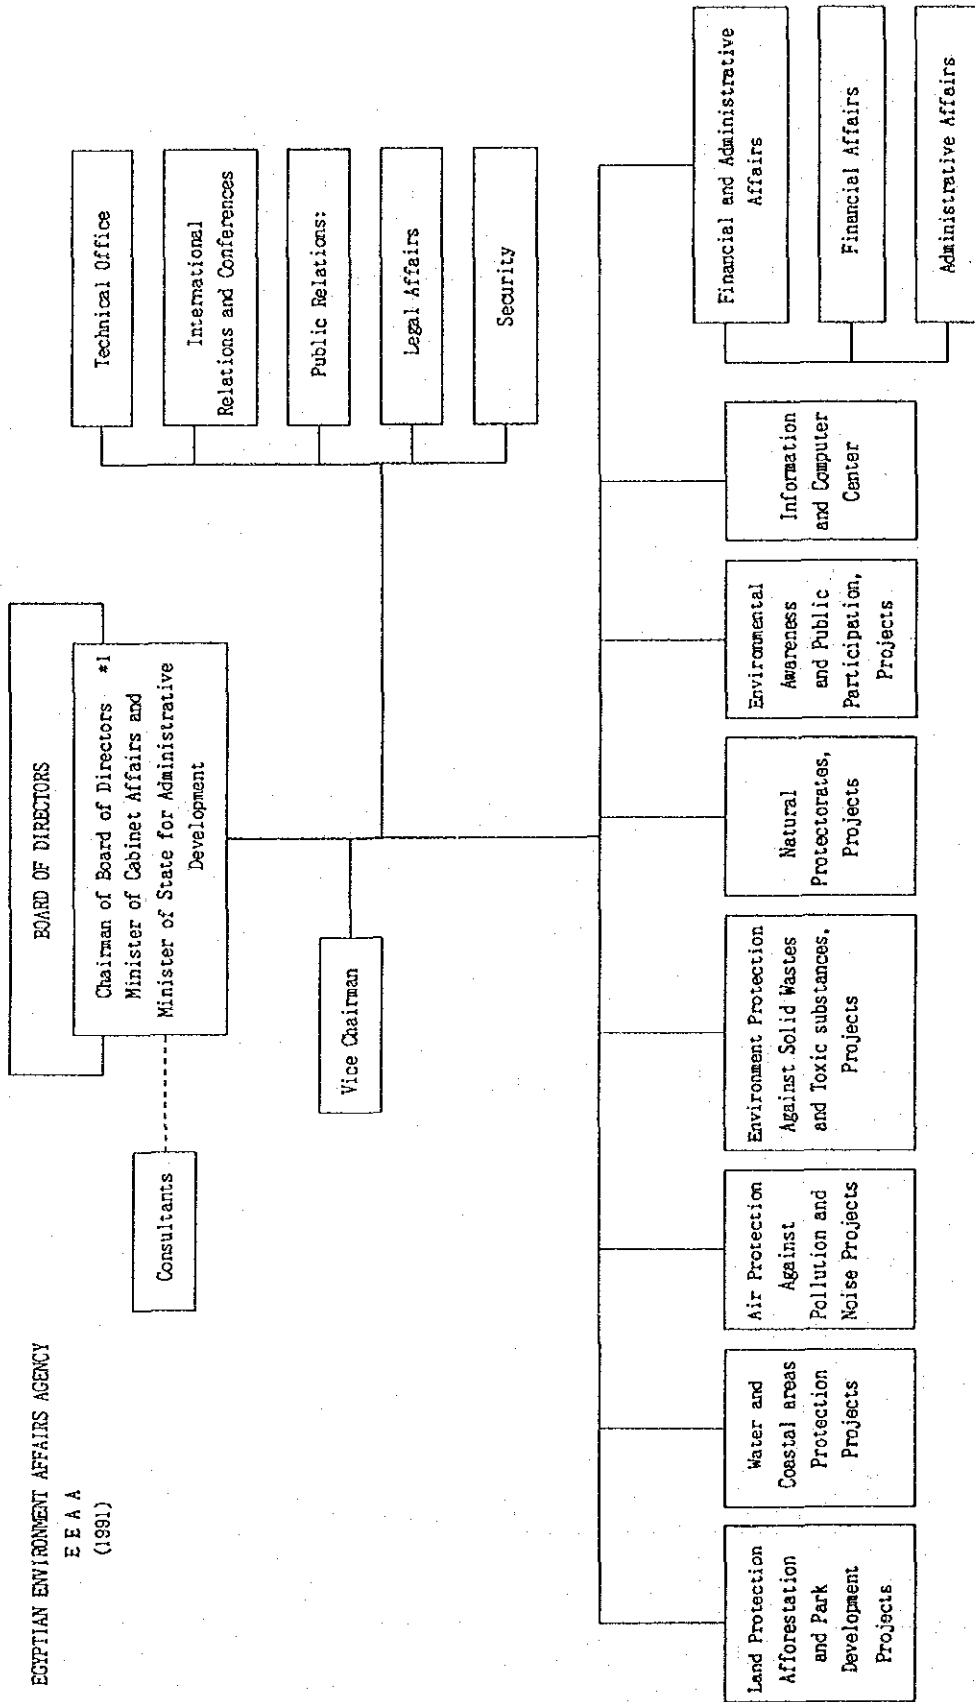 EGYPTIAN ENVIRONMENT AFFAIRS AGENCY
E E A A
(1991)
BOARD OF DIRECTORS
Chairman of Board of Directors *1
Minister of Cabinet Affairs and
Minister of State for Administrative
Development
Consultants
Vice Chairman
Technical Office
International
Relations and Conferences
Public Relations:
Legal Affairs
Security
Land Protection
Afforestation
and Park
Development
Projects
Water and
Coastal areas
Protection
Projects
Air Protection
Against
Pollution and
Noise Projects
Environment Protection
Against Solid Wastes
and Toxic substances,
Projects
Natural
Protectorates,
Projects
Environmental
Awareness
and Public
Participation,
Projects
Information
and Computer
Center
Financial and Administrative
Affairs
Financial Affairs
Administrative Affairs